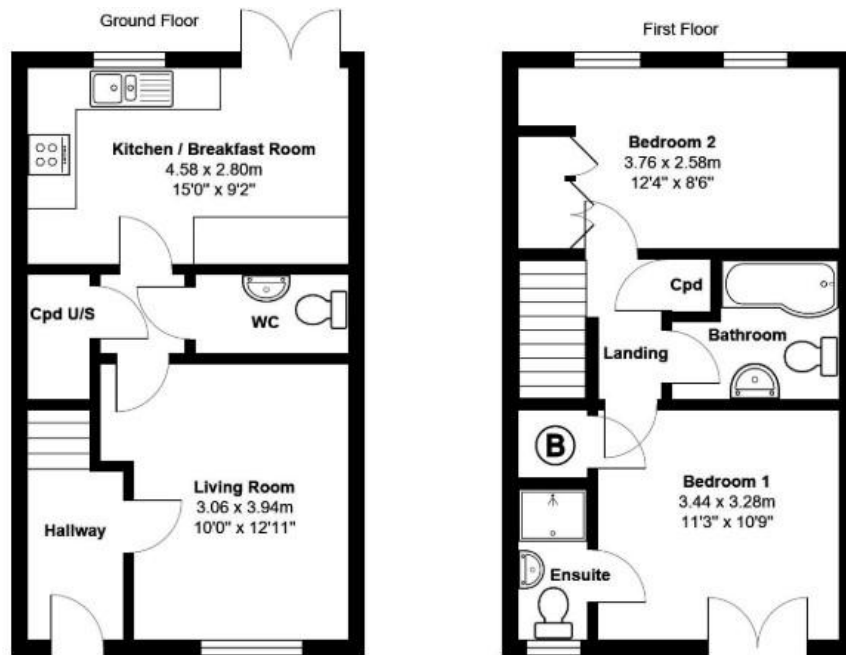 Ground Floor
Kitchen / Breakfast Room
4.58 x 2.80m
15'0" x 9'2"
Cpd U/S
WC
Living Room
3.06 x 3.94m
10'0" x 12'11"
Hallway
First Floor
Bedroom 2
3.76 x 2.58m
12'4" x 8'6"
Cpd
Bathroom
Landing
B
Bedroom 1
3.44 x 3.28m
11'3" x 10'9"
Ensuite